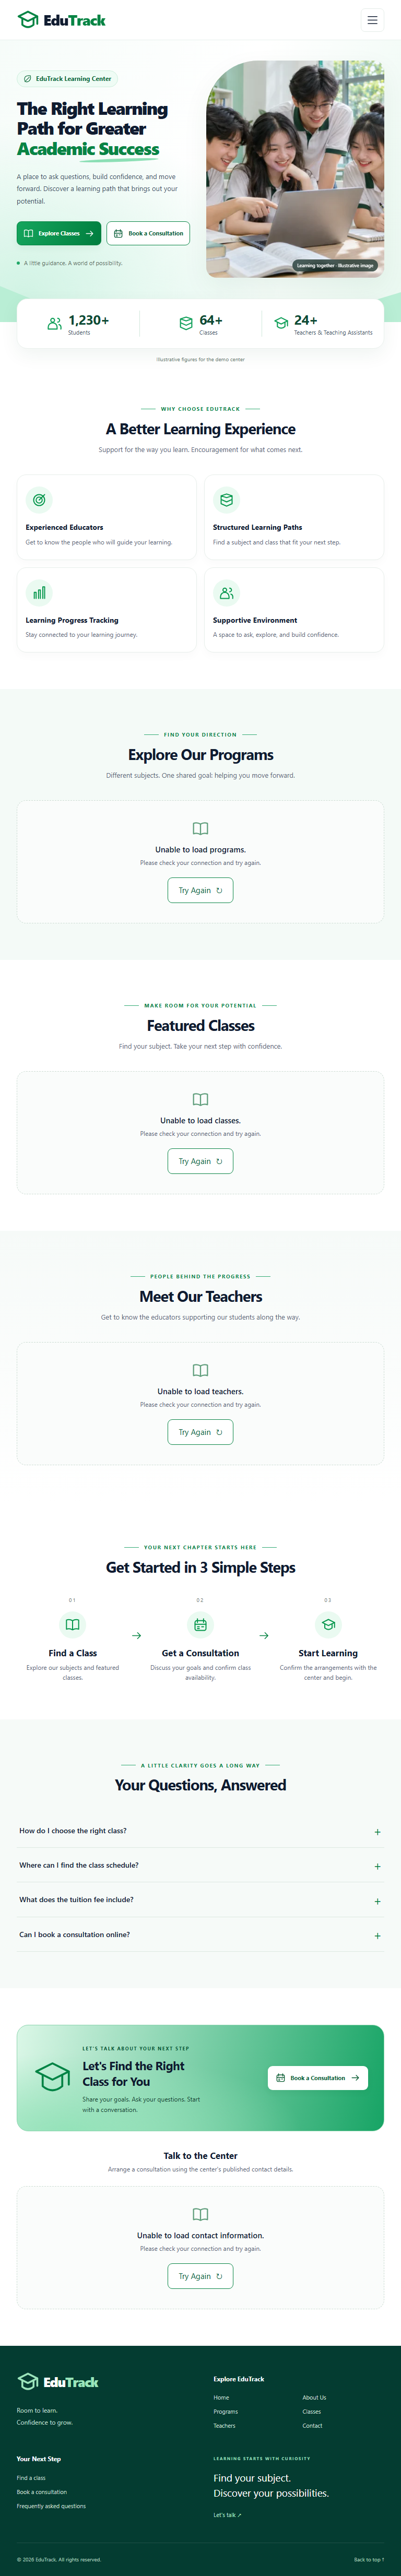 EduTrack
EduTrack Learning Center
The Right Learning
Path for Greater
Academic Success
A place to ask questions, build confidence, and move
forward. Discover a learning path that brings out your
potential.
Explore Classes →
Book a Consultation
A little guidance. A world of possibility.
Learning together · Illustrative image
1,230+
Students
64+
Classes
24+
Teachers & Teaching Assistants
Illustrative figures for the demo center
WHY CHOOSE EDUTRACK
A Better Learning Experience
Support for the way you learn. Encouragement for what comes next.
Experienced Educators
Get to know the people who will guide your learning.
Structured Learning Paths
Find a subject and class that fit your next step.
Learning Progress Tracking
Stay connected to your learning journey.
Supportive Environment
A space to ask, explore, and build confidence.
FIND YOUR DIRECTION
Explore Our Programs
Different subjects. One shared goal: helping you move forward.
Unable to load programs.
Please check your connection and try again.
Try Again ↻
MAKE ROOM FOR YOUR POTENTIAL
Featured Classes
Find your subject. Take your next step with confidence.
Unable to load classes.
Please check your connection and try again.
Try Again ↻
PEOPLE BEHIND THE PROGRESS
Meet Our Teachers
Get to know the educators supporting our students along the way.
Unable to load teachers.
Please check your connection and try again.
Try Again ↻
YOUR NEXT CHAPTER STARTS HERE
Get Started in 3 Simple Steps
01
Find a Class
Explore our subjects and featured
classes.
02
Get a Consultation
Discuss your goals and confirm class
availability.
03
Start Learning
Confirm the arrangements with the
center and begin.
A LITTLE CLARITY GOES A LONG WAY
Your Questions, Answered
How do I choose the right class? +
Where can I find the class schedule? +
What does the tuition fee include? +
Can I book a consultation online? +
LET'S TALK ABOUT YOUR NEXT STEP
Let's Find the Right
Class for You
Share your goals. Ask your questions. Start
with a conversation.
Book a Consultation →
Talk to the Center
Arrange a consultation using the center's published contact details.
Unable to load contact information.
Please check your connection and try again.
Try Again ↻
EduTrack
Room to learn.
Confidence to grow.
Explore EduTrack
Home
About Us
Programs
Classes
Teachers
Contact
Your Next Step
Find a class
Book a consultation
Frequently asked questions
LEARNING STARTS WITH CURIOSITY
Find your subject.
Discover your possibilities.
Let's talk ↗
© 2026 EduTrack. All rights reserved.
Back to top ↑